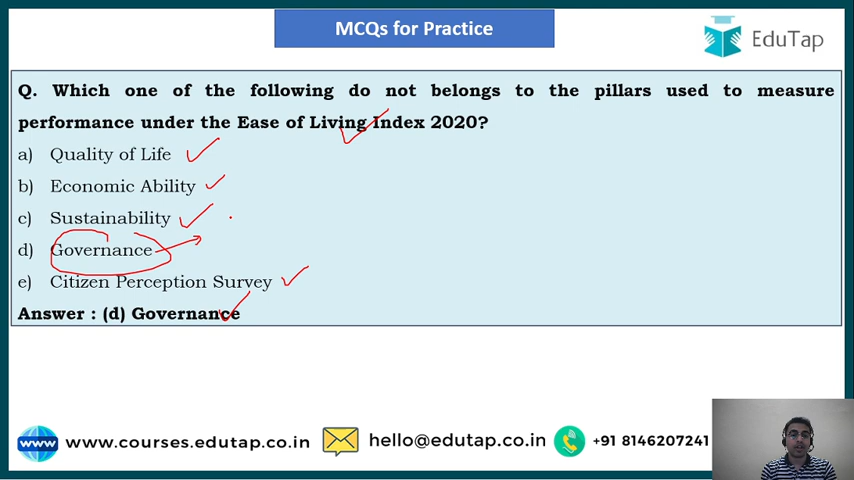 MCQs for Practice
EduTap
Q. Which one of the following do not belongs to the pillars used to measure
performance under the Ease of Living Index 2020?
a) Quality of Life
b) Economic Ability
c) Sustainability
d) Governance
e) Citizen Perception Survey
Answer : (d) Governance
www www.courses.edutap.co.in hello@edutap.co.in +91 8146207241